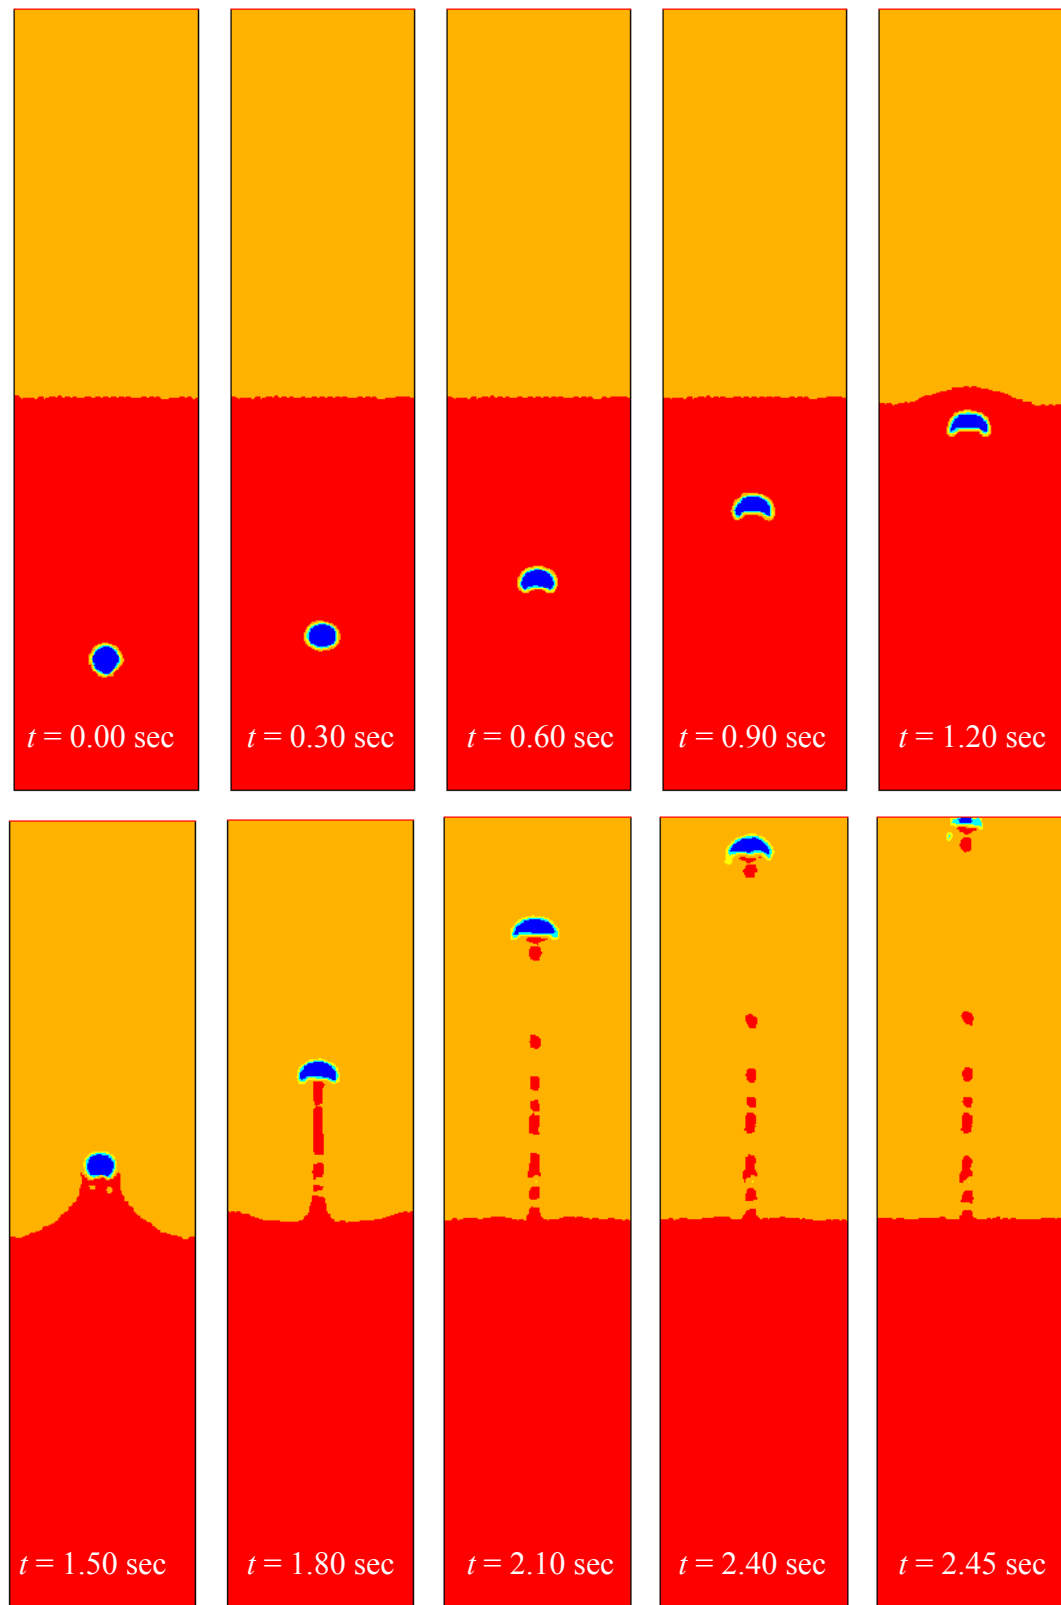 t = 0.00 sec
t = 0.30 sec
t = 0.60 sec
t = 0.90 sec
t = 1.20 sec
t = 1.50 sec
t = 1.80 sec
t = 2.10 sec
t = 2.40 sec
t = 2.45 sec